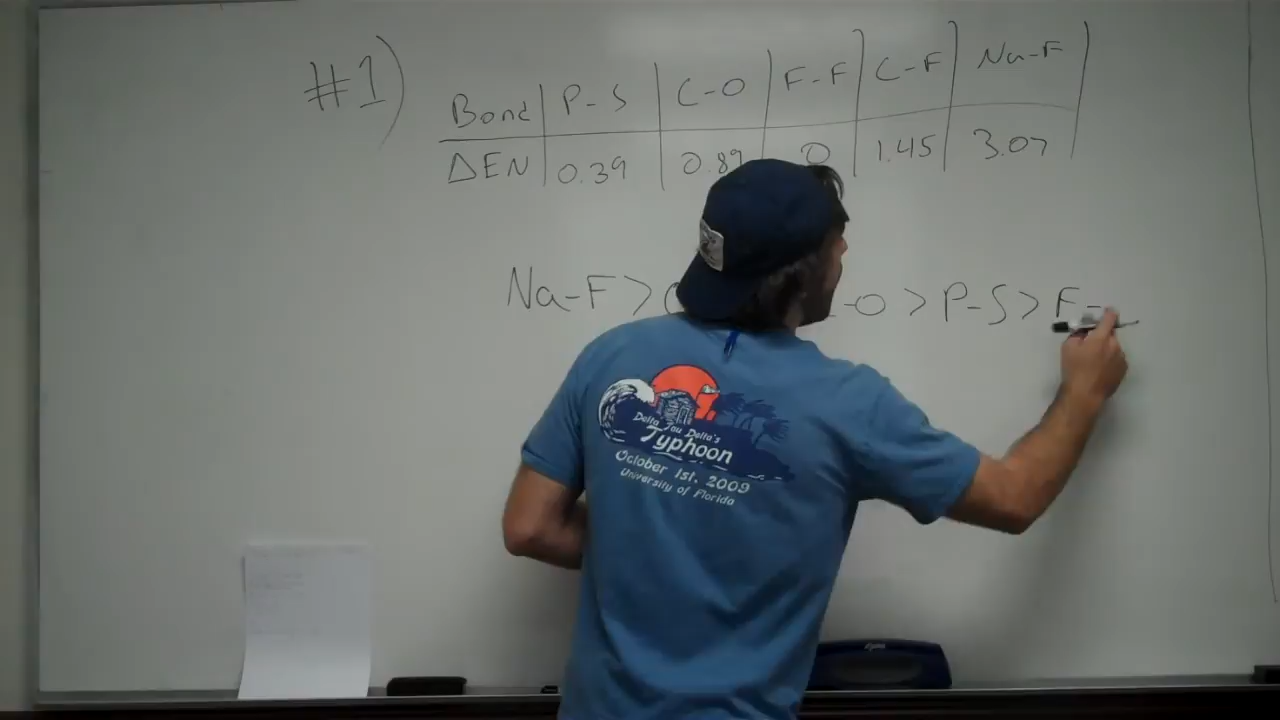 #1)
Bond P-S C-O F-F C-F Na-F
ΔEN 0.39 0.89 0 1.45 3.07
Na-F > -O > P-S > F-
Delta Tau Delta's
Typhoon
October 1st, 2009
University of Florida